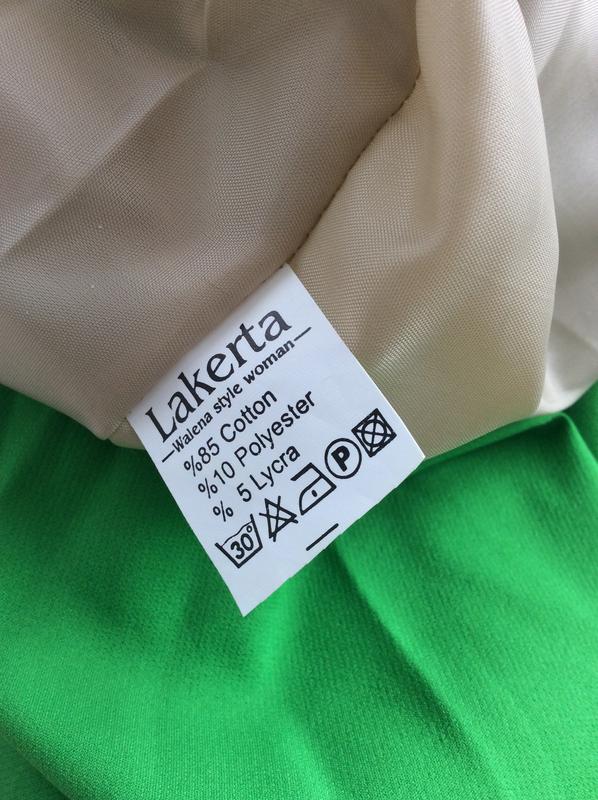 Lakerta
—Walena style woman—
%85 Cotton
%10 Polyester
% 5 Lycra
30° P